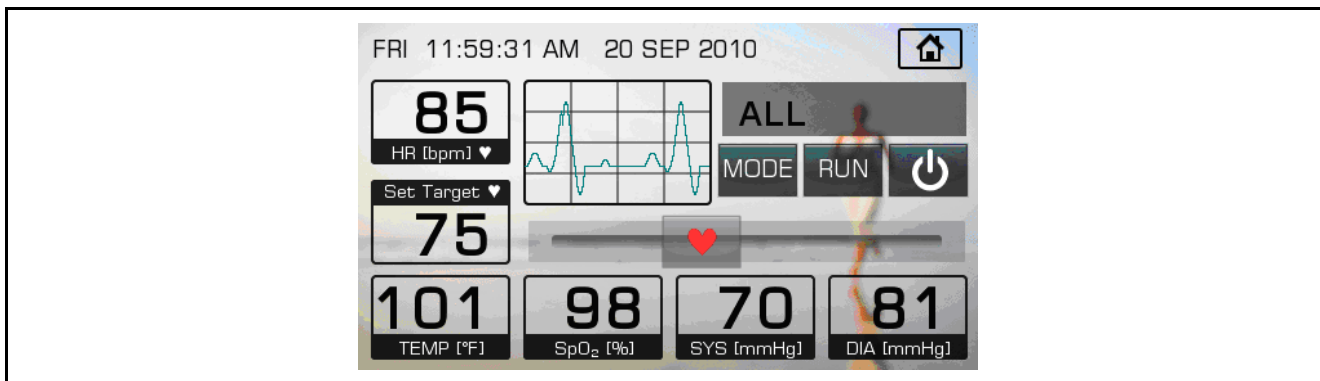 FRI 11:59:31 AM 20 SEP 2010
85
HR [bpm] ♥
ALL
MODE RUN
Set Target ♥
75
101 98 70 81
TEMP [°F] SpO₂ [%] SYS [mmHg] DIA [mmHg]